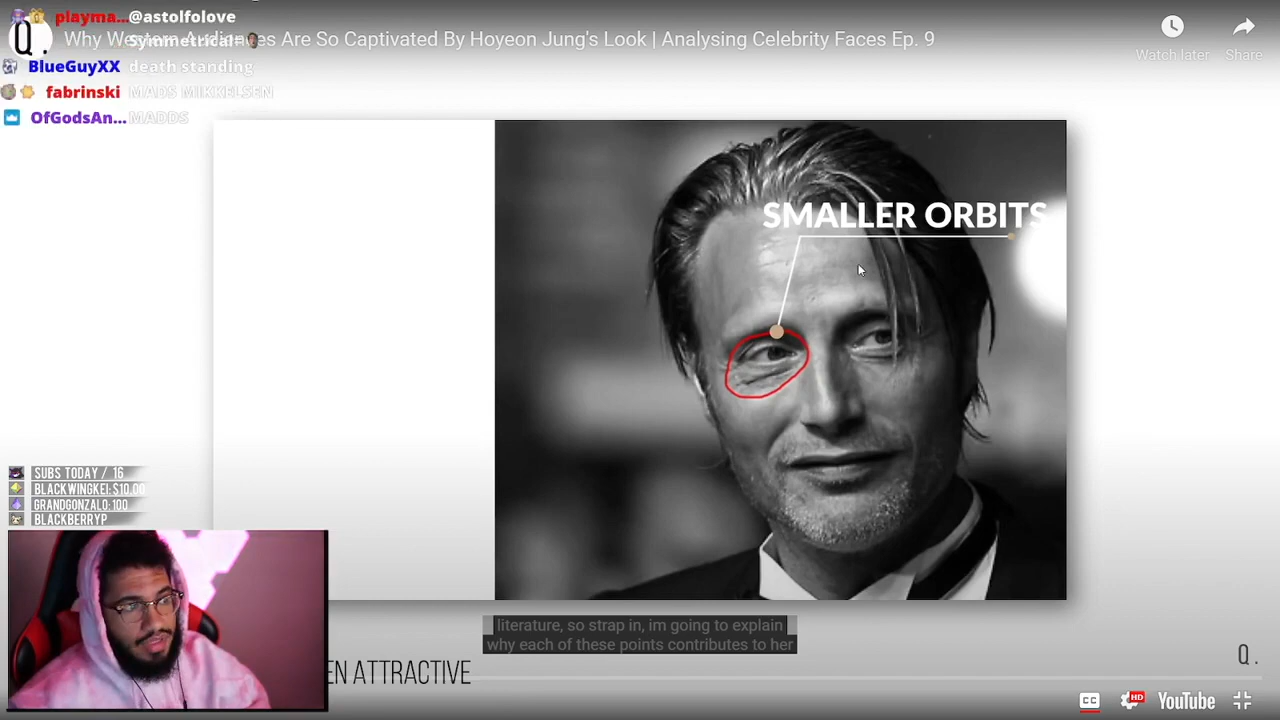 playma... @astolfolove
Q.
Why Western Audiences Are So Captivated By Hoyeon Jung's Look | Analysing Celebrity Faces Ep. 9
symmetrical=
Watch later
Share
BlueGuyXX death standing
fabrinski MADS MIKKELSEN
OfGodsAn... MADDS
SMALLER ORBITS
SUBS TODAY / 16
BLACKWINGKEI: $10.00
GRANDGONZALO: 100
BLACKBERRYP
literature, so strap in, im going to explain
why each of these points contributes to her
EN ATTRACTIVE
Q.
CC
HD
YouTube